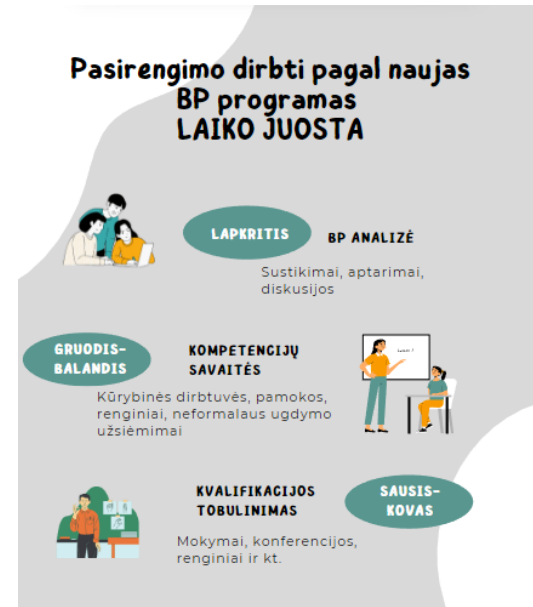 Pasirengimo dirbti pagal naujas
BP programas
LAIKO JUOSTA
LAPKRITIS
BP ANALIZĖ
Sustikimai, aptarimai,
diskusijos
GRUODIS-
BALANDIS
KOMPETENCIJŲ
SAVAITĖS
Kūrybinės dirbtuvės, pamokos,
renginiai, neformalaus ugdymo
užsiėmimai
KVALIFIKACIJOS
TOBULINIMAS
SAUSIS-
KOVAS
Mokymai, konferencijos,
renginiai ir kt.